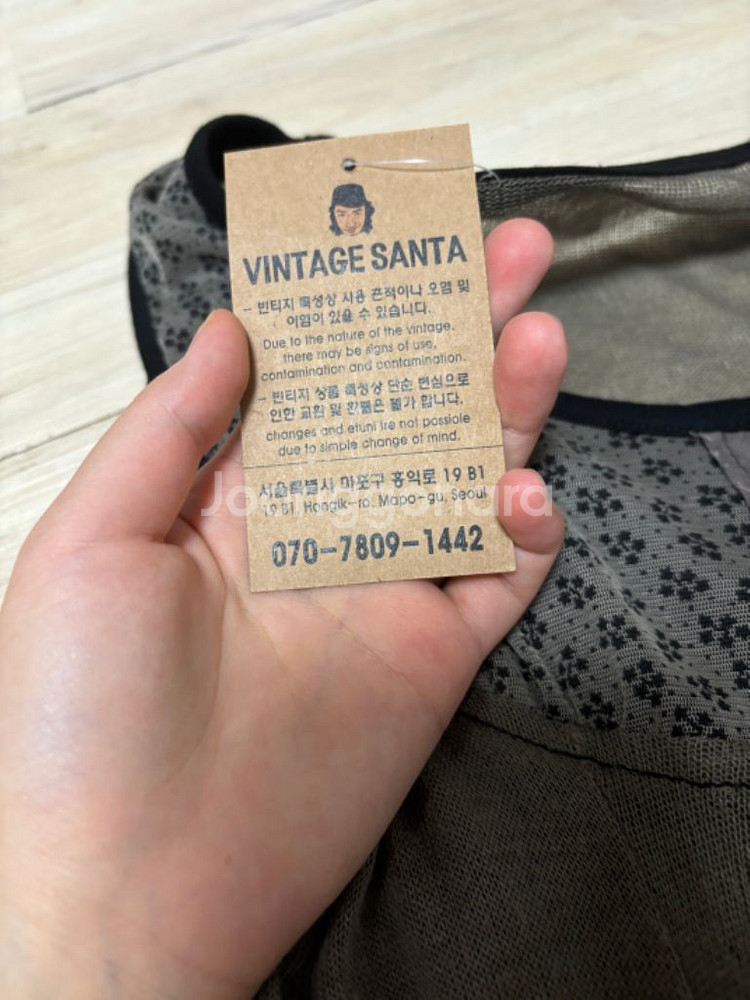 VINTAGE SANTA
- 빈티지 특성상 사용 흔적이나 오염 및
이염이 있을 수 있습니다.
Due to the nature of the vintage,
there may be signs of use,
contamination and contamination.
- 빈티지 상품 특성상 단순 변심으로
인한 교환 및 환불은 불가 합니다.
changes and etuni ire not possiole
due to simple change of mind.
서울특별시 마포구 홍익로 19 B1
19 B1, Hongik-ro, Mapo-gu, Seoul
Joonggonara
070-7809-1442